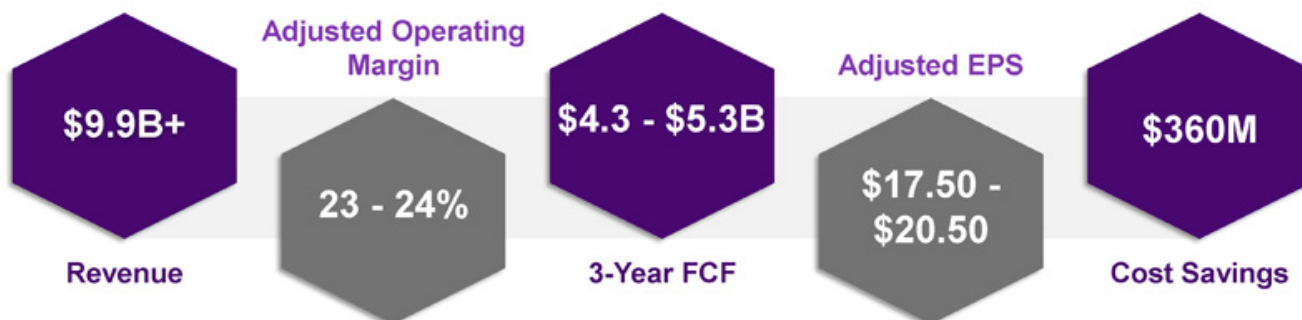 $9.9B+
Revenue
Adjusted Operating
Margin
23 - 24%
$4.3 - $5.3B
3-Year FCF
Adjusted EPS
$17.50 -
$20.50
$360M
Cost Savings